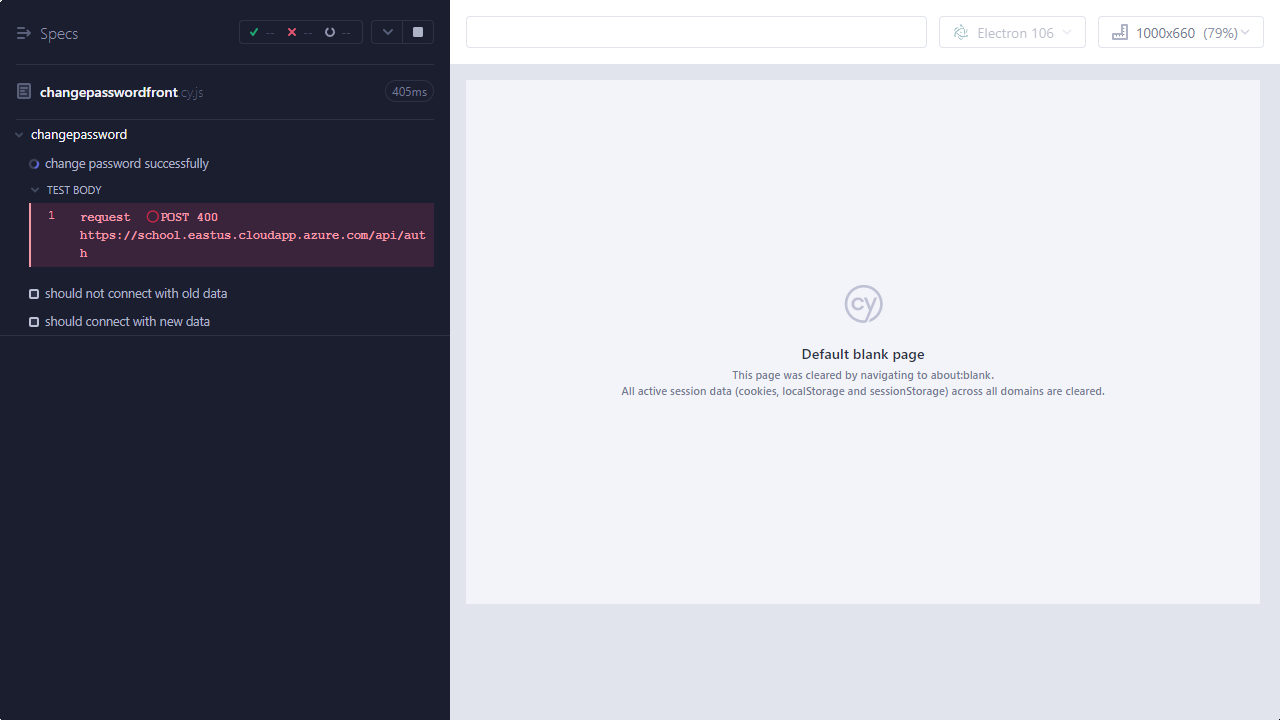 Specs
--
--
--
changepasswordfront.cy.js
405ms
changepassword
change password successfully
TEST BODY
1 request POST 400
https://school.eastus.cloudapp.azure.com/api/aut
h
should not connect with old data
should connect with new data
Electron 106
1000x660 (79%)
cy
Default blank page
This page was cleared by navigating to about:blank.
All active session data (cookies, localStorage and sessionStorage) across all domains are cleared.